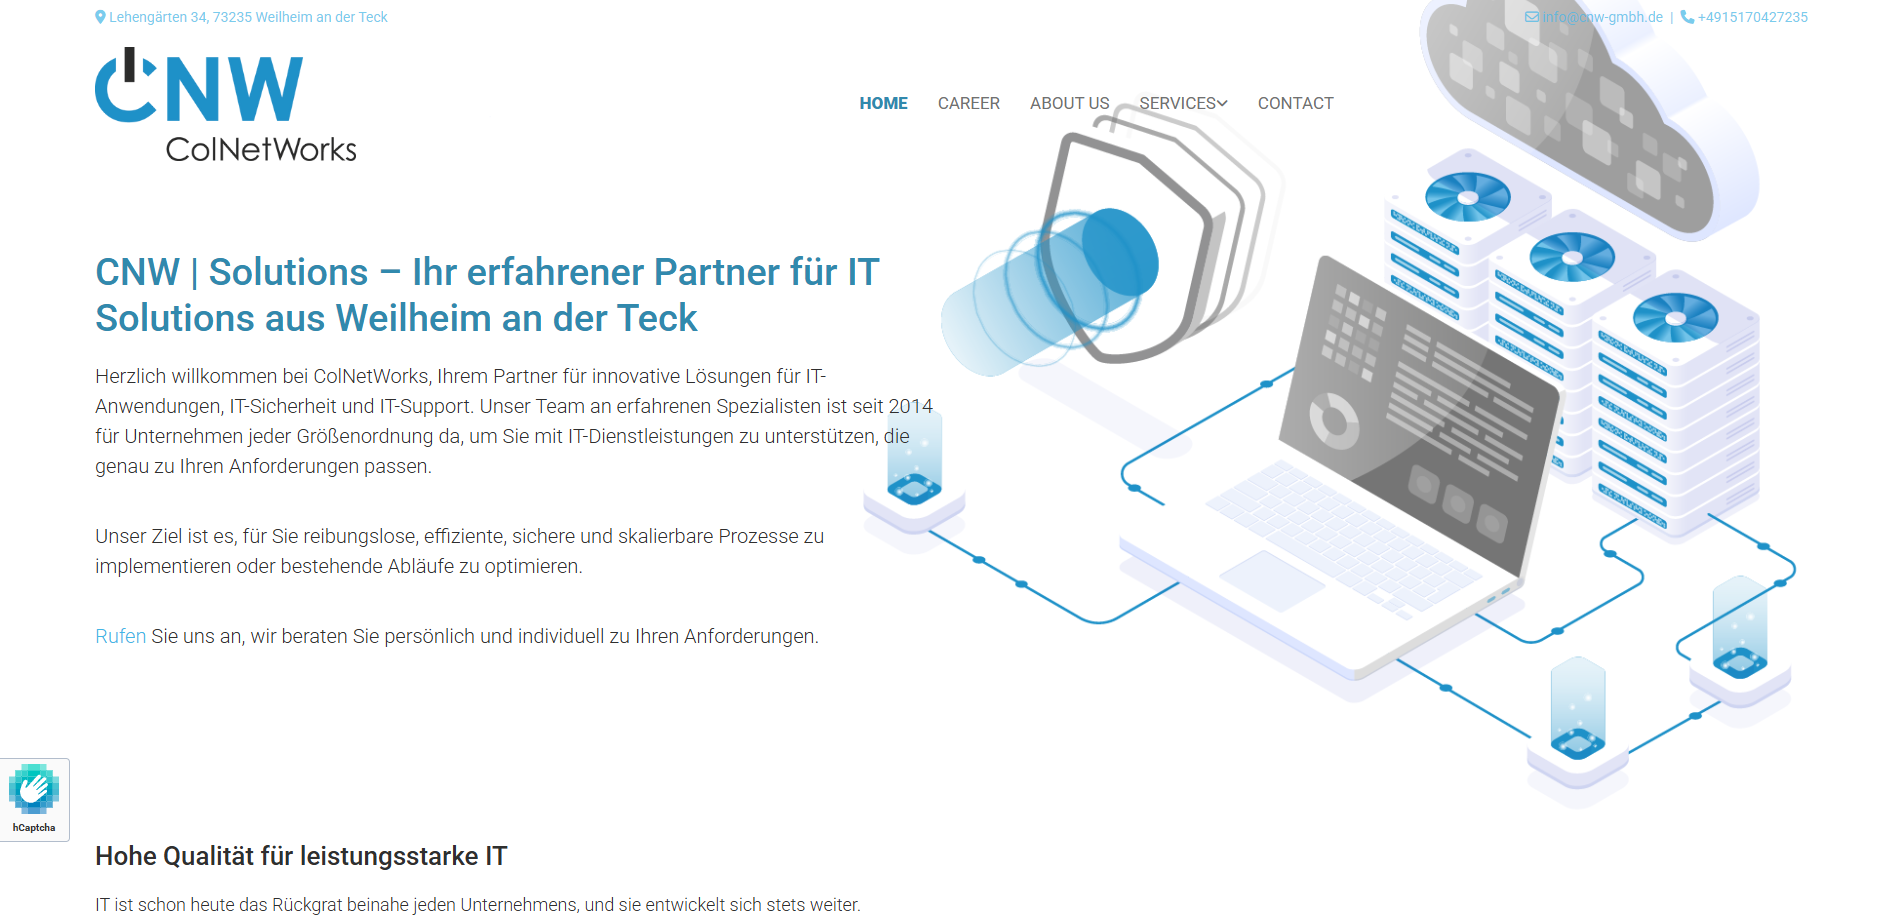 Lehengärten 34, 73235 Weilheim an der Teck
info@cnw-gmbh.de | +4915170427235
CNW
ColNetWorks
HOME CAREER ABOUT US SERVICES CONTACT
CNW | Solutions – Ihr erfahrener Partner für IT
Solutions aus Weilheim an der Teck
Herzlich willkommen bei ColNetWorks, Ihrem Partner für innovative Lösungen für IT-
Anwendungen, IT-Sicherheit und IT-Support. Unser Team an erfahrenen Spezialisten ist seit 2014
für Unternehmen jeder Größenordnung da, um Sie mit IT-Dienstleistungen zu unterstützen, die
genau zu Ihren Anforderungen passen.
Unser Ziel ist es, für Sie reibungslose, effiziente, sichere und skalierbare Prozesse zu
implementieren oder bestehende Abläufe zu optimieren.
Rufen Sie uns an, wir beraten Sie persönlich und individuell zu Ihren Anforderungen.
hCaptcha
Hohe Qualität für leistungsstarke IT
IT ist schon heute das Rückgrat beinahe jeden Unternehmens, und sie entwickelt sich stets weiter.